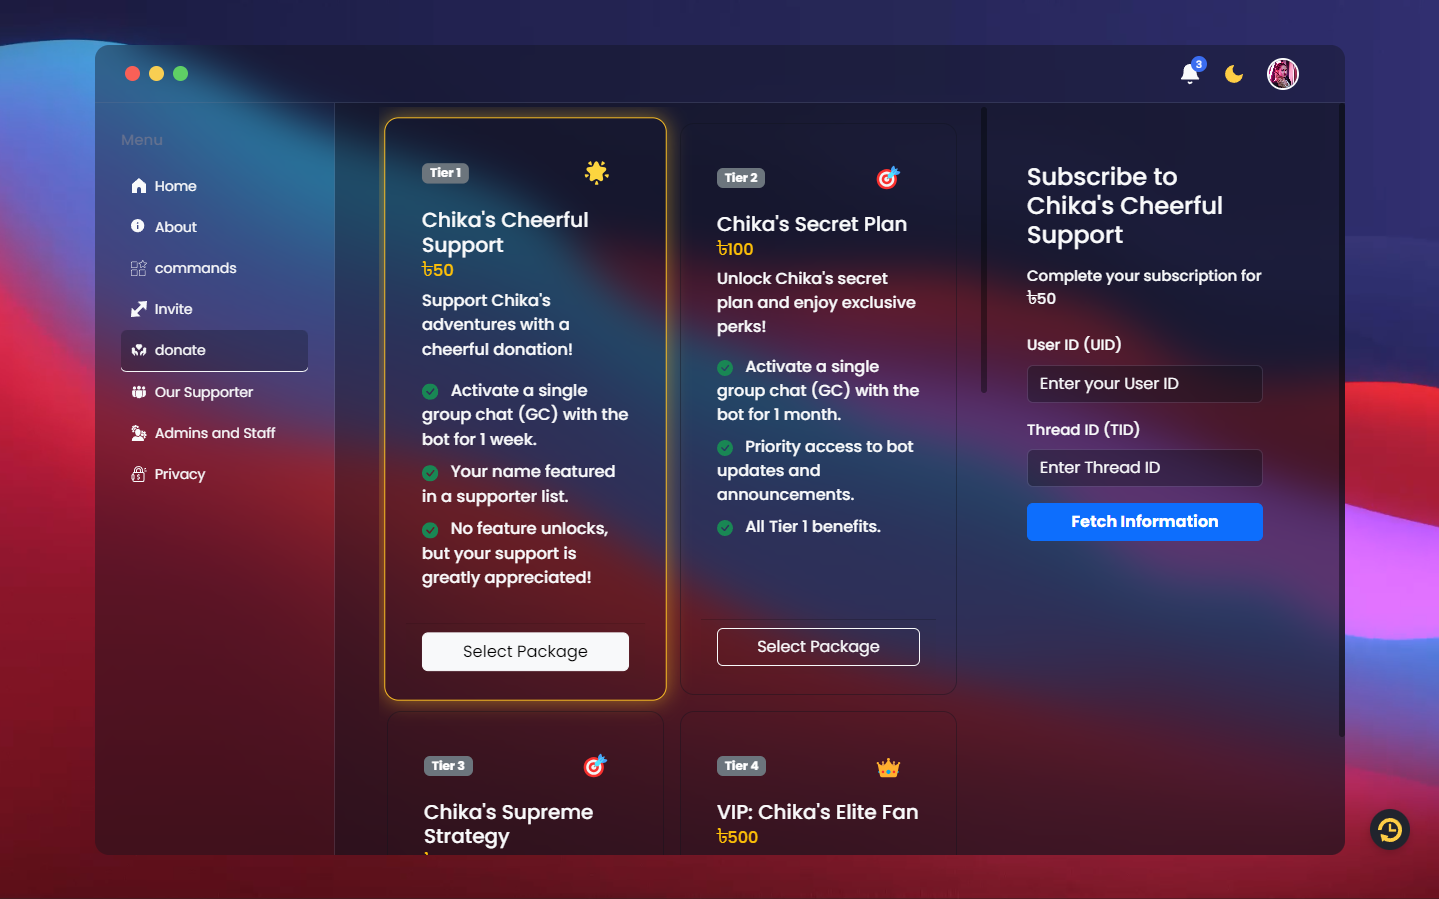 3
Menu
Home
About
commands
Invite
donate
Our Supporter
Admins and Staff
Privacy
Tier 1
Chika's Cheerful
Support
৳50
Support Chika's
adventures with a
cheerful donation!
Activate a single
group chat (GC) with the
bot for 1 week.
Your name featured
in a supporter list.
No feature unlocks,
but your support is
greatly appreciated!
Select Package
Tier 2
Chika's Secret Plan
৳100
Unlock Chika's secret
plan and enjoy exclusive
perks!
Activate a single
group chat (GC) with the
bot for 1 month.
Priority access to bot
updates and
announcements.
All Tier 1 benefits.
Select Package
Tier 3
Chika's Supreme
Strategy
Tier 4
VIP: Chika's Elite Fan
৳500
Subscribe to
Chika's Cheerful
Support
Complete your subscription for
৳50
User ID (UID)
Enter your User ID
Thread ID (TID)
Enter Thread ID
Fetch Information